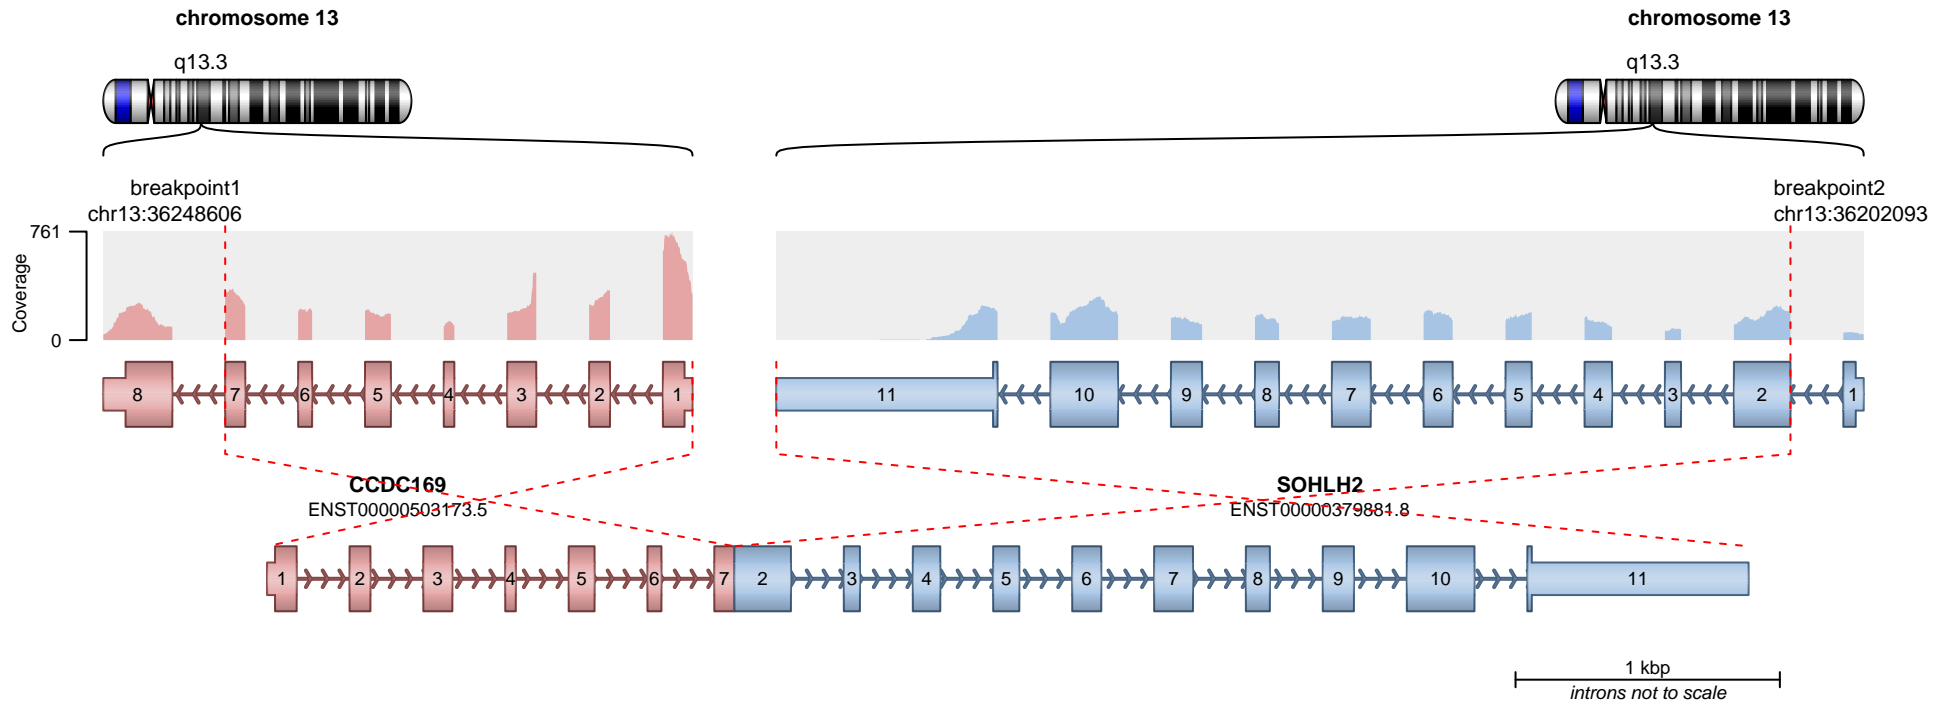 chromosome 13 chromosome 13
q13.3 q13.3
breakpoint1 breakpoint2
chr13:36248606 chr13:36202093
761
Coverage
0
8 7 6 5 4 3 2 1 11 10 9 8 7 6 5 4 3 2 1
CCDC169 SOHLH2
ENST00000503173.5 ENST00000379881.8
1 2 3 4 5 6 7 2 3 4 5 6 7 8 9 10 11
1 kbp
introns not to scale